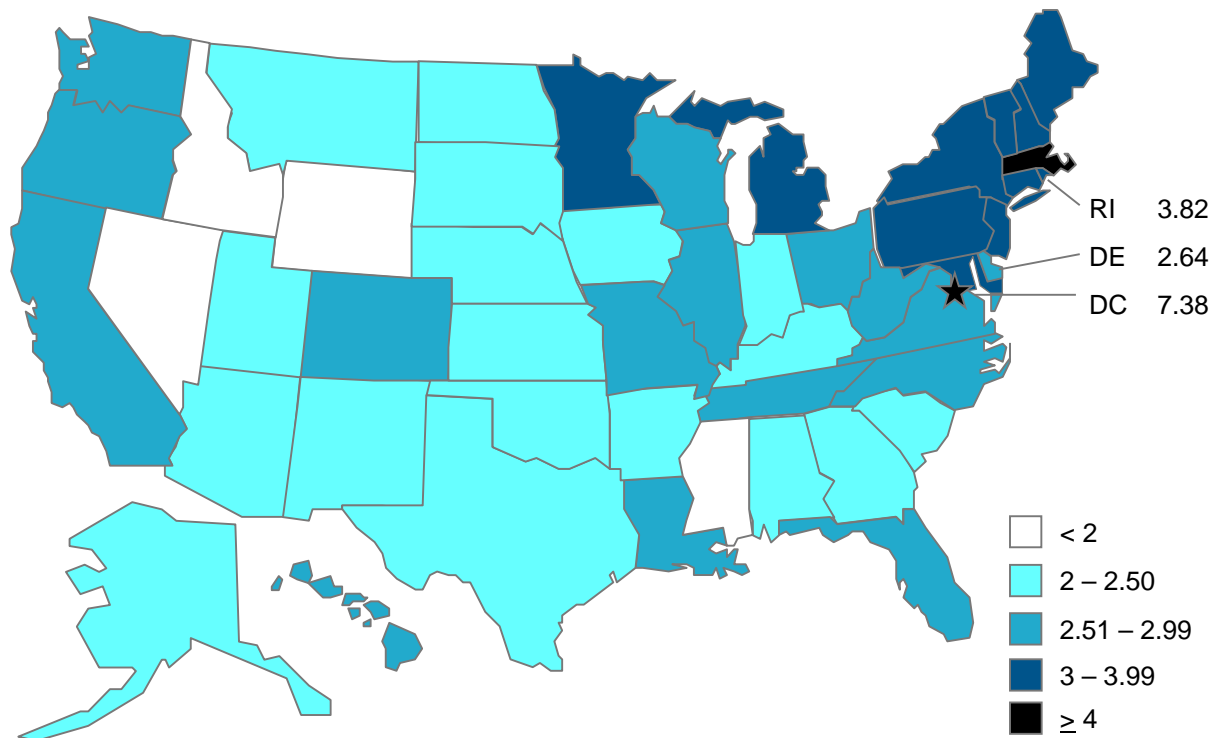 RI 3.82
DE 2.64
DC 7.38
< 2
2 – 2.50
2.51 – 2.99
3 – 3.99
≥ 4